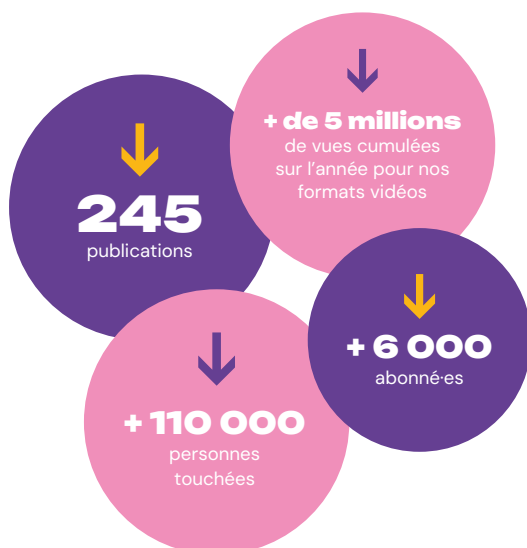 + de 5 millions
de vues cumulées
sur l'année pour nos
formats vidéos
245
publications
+ 6 000
abonné·es
+ 110 000
personnes
touchées